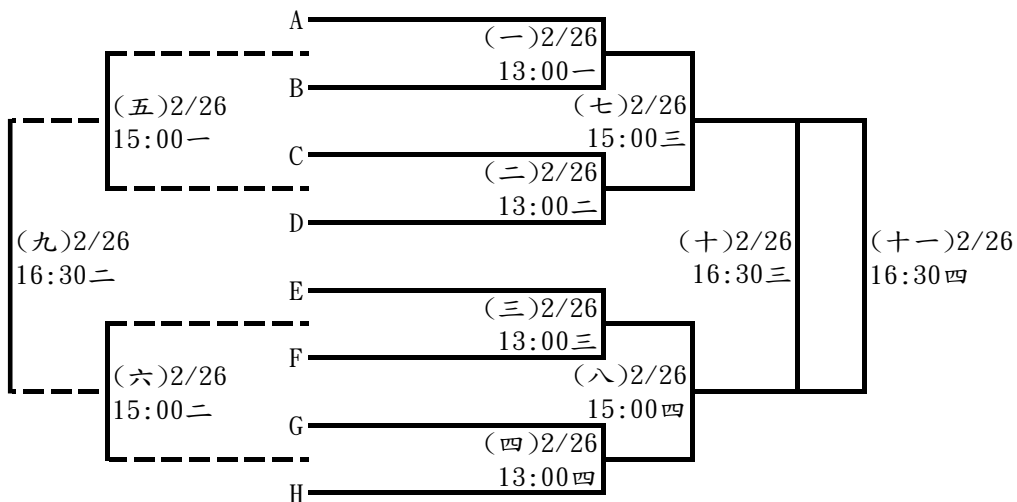 A
(一)2/26
13:00一
B
(五)2/26
15:00一
(七)2/26
15:00三
C
(二)2/26
13:00二
D
(九)2/26
16:30二
(十)2/26
16:30三
(十一)2/26
16:30四
E
(三)2/26
13:00三
F
(六)2/26
15:00二
(八)2/26
15:00四
G
(四)2/26
13:00四
H